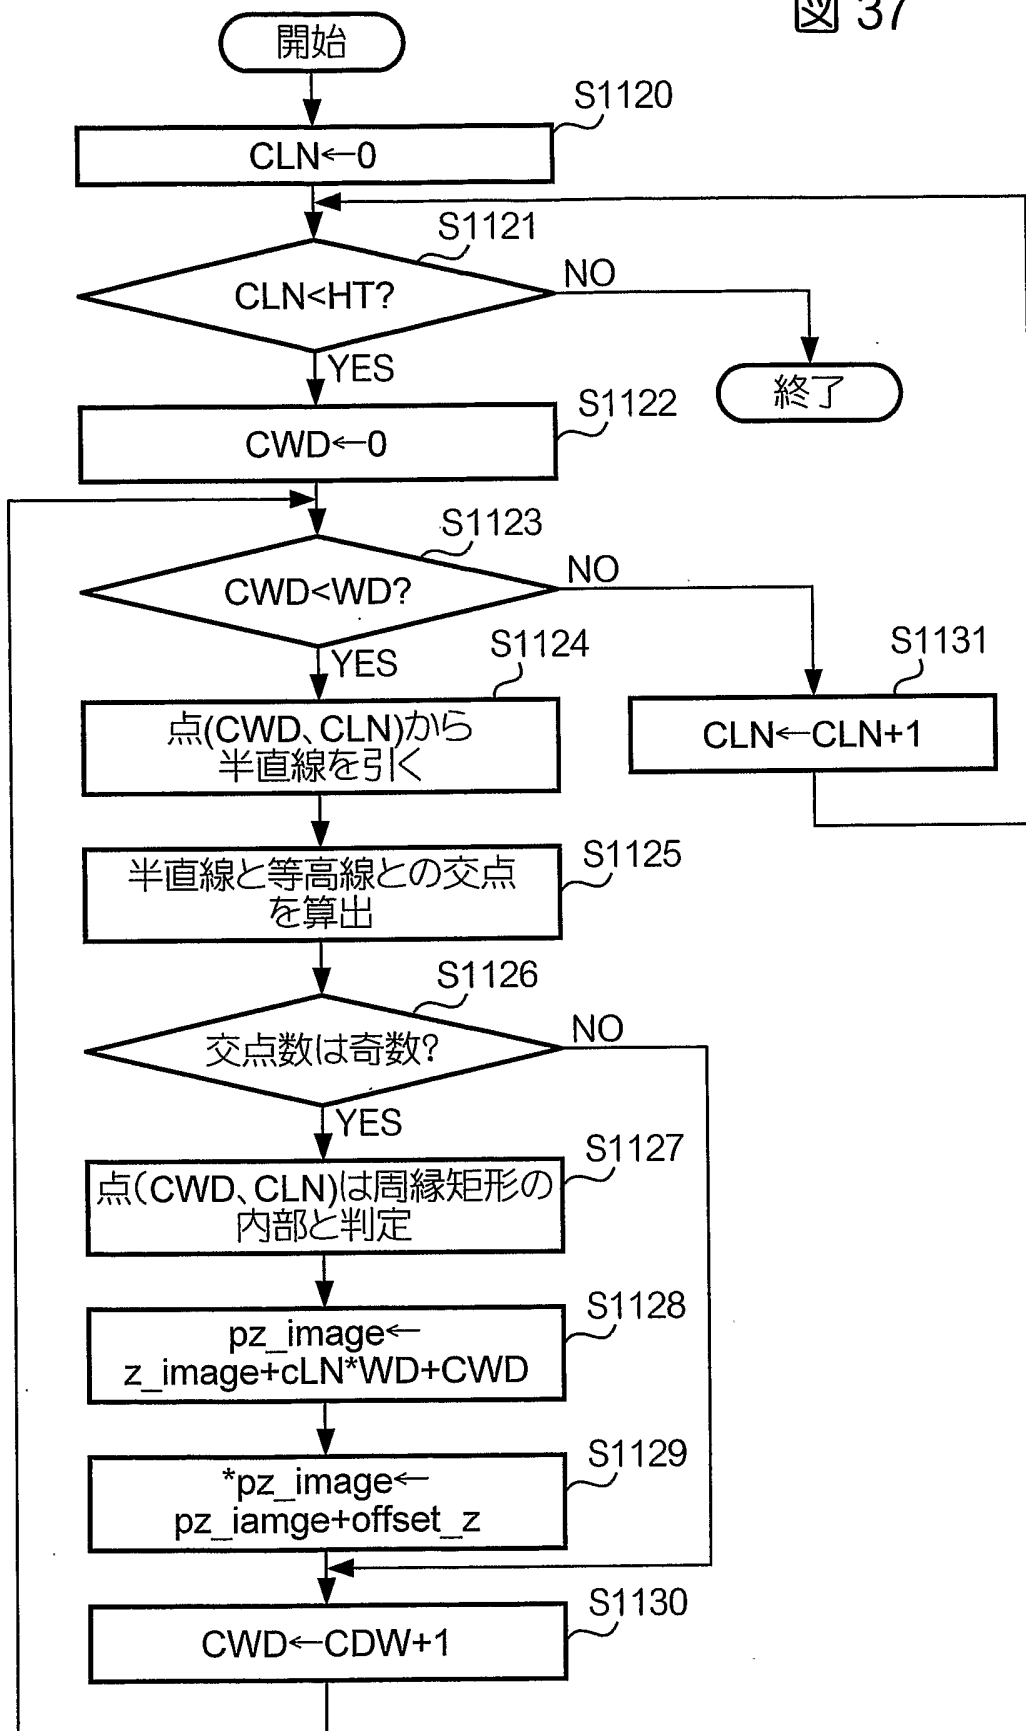 図 37
開始
S1120
CLN←0
S1121
CLN<HT?
NO
YES
終了
S1122
CWD←0
S1123
CWD<WD?
NO
YES
S1124
点(CWD、CLN)から
半直線を引く
S1131
CLN←CLN+1
S1125
半直線と等高線との交点
を算出
S1126
交点数は奇数?
NO
YES
S1127
点(CWD、CLN)は周縁矩形の
内部と判定
S1128
pz_image←
z_image+cLN*WD+CWD
S1129
*pz_image←
pz_iamge+offset_z
S1130
CWD←CDW+1